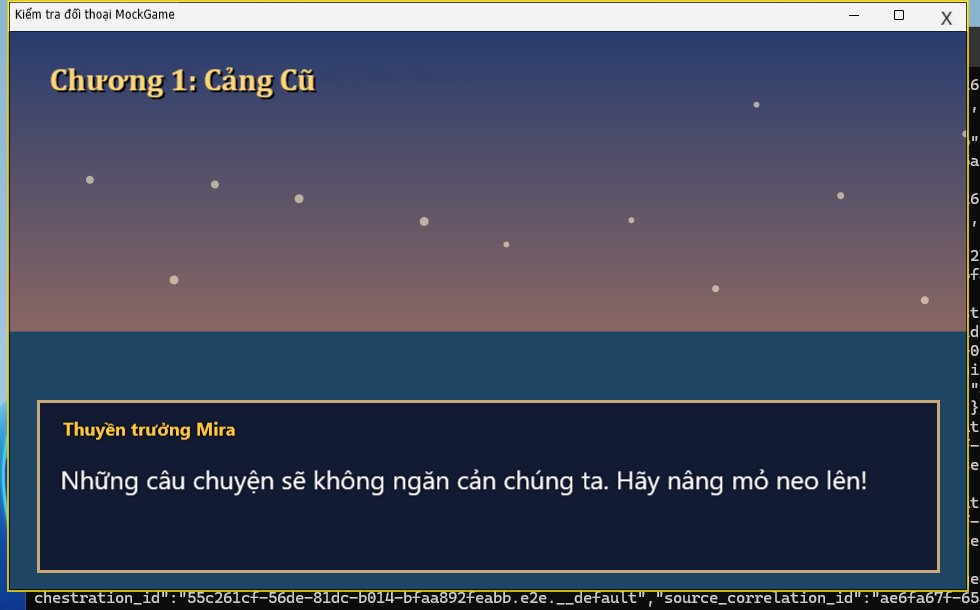 Kiểm tra đối thoại MockGame
Chương 1: Cảng Cũ
Thuyền trưởng Mira
Những câu chuyện sẽ không ngăn cản chúng ta. Hãy nâng mỏ neo lên!
chestration_id":"55c261cf-56de-81dc-b014-bfaa892feabb.e2e.__default","source_correlation_id":"ae6fa67f-6